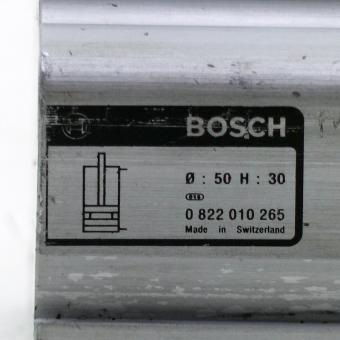 BOSCH
Ø : 50 H : 30
0 822 010 265
Made in Switzerland